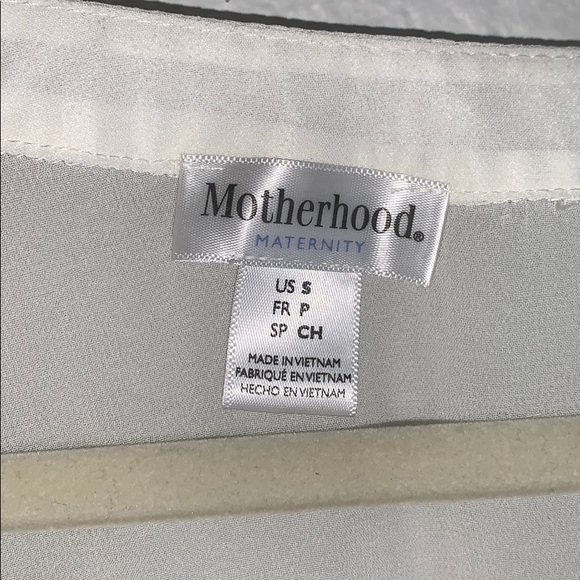 Motherhood®
MATERNITY
US S
FR P
SP CH
MADE IN VIETNAM
FABRIQUÉ EN VIETNAM
HECHO EN VIETNAM